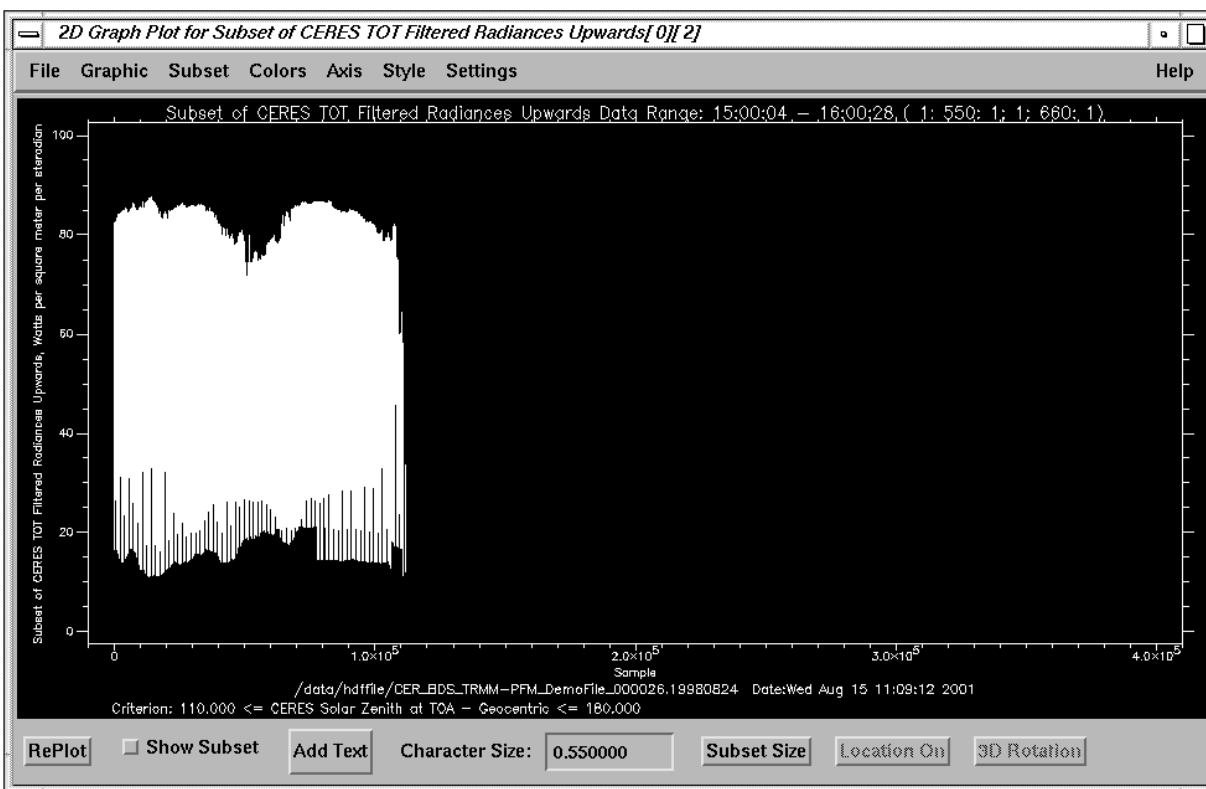 2D Graph Plot for Subset of CERES TOT Filtered Radiances Upwards[ 0][ 2]
File Graphic Subset Colors Axis Style Settings Help
Subset of CERES TOT Filtered Radiances Upwards Data Range: 15:00:04 – 16:00:28 ( 1: 550: 1; 1: 660: 1)
Subset of CERES TOT Filtered Radiances Upwards, Watts per square meter per steradian
100
80
60
40
20
0
0 1.0×10⁵ 2.0×10⁵ 3.0×10⁵ 4.0×10⁵
Sample
/data/hdffile/CER_BDS_TRMM-PFM_DemoFile_000026.19980824 Date:Wed Aug 15 11:09:12 2001
Criterion: 110.000 <= CERES Solar Zenith at TOA – Geocentric <= 180.000
RePlot Show Subset Add Text Character Size: 0.550000 Subset Size Location On 3D Rotation